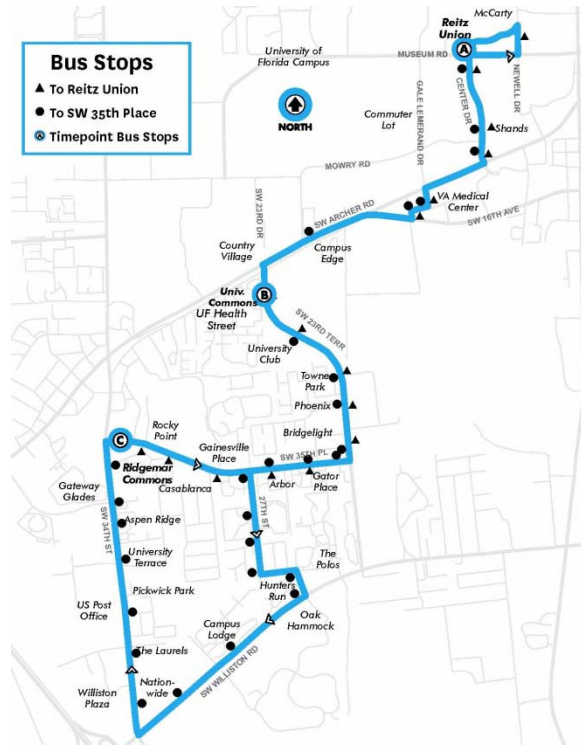 McCarty
Reitz
Union
A
MUSEUM RD
NEWELL DR
University of
Florida Campus
Bus Stops
To Reitz Union
To SW 35th Place
A Timepoint Bus Stops
NORTH
GALE LEMERAND DR
CENTER DR
Commuter
Lot
Shands
MOWRY RD
VA Medical
Center
SW 16TH AVE
SW 23RD DR
SW ARCHER RD
Country
Village
Campus
Edge
Univ.
Commons
B
UF Health
Street
SW 23RD TERR
University
Club
Towne
Park
Phoenix
Bridgelight
Rocky
Point
C
Gainesville
Place
SW 35TH PL
Ridgemar
Commons
Casablanca
Arbor
Gator
Place
Gateway
Glades
SW 34TH ST
Aspen Ridge
27TH ST
University
Terrace
The
Polos
Pickwick Park
Hunters
Run
US Post
Office
Oak
Hammock
Campus
Lodge
The Laurels
SW WILLISTON RD
Williston
Plaza
Nation-
wide